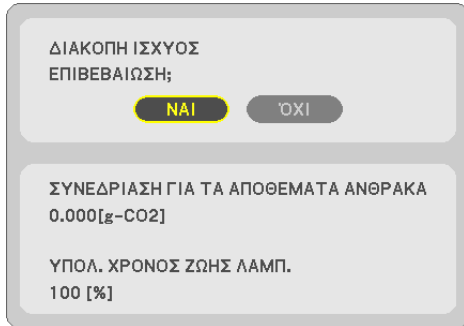 ΔΙΑΚΟΠΗ ΙΣΧΥΟΣ
ΕΠΙΒΕΒΑΙΩΣΗ;
ΝΑΙ ΌΧΙ
ΣΥΝΕΔΡΙΑΣΗ ΓΙΑ ΤΑ ΑΠΟΘΕΜΑΤΑ ΑΝΘΡΑΚΑ
0.000[g-CO2]
ΥΠΟΛ. ΧΡΟΝΟΣ ΖΩΗΣ ΛΑΜΠ.
100 [%]